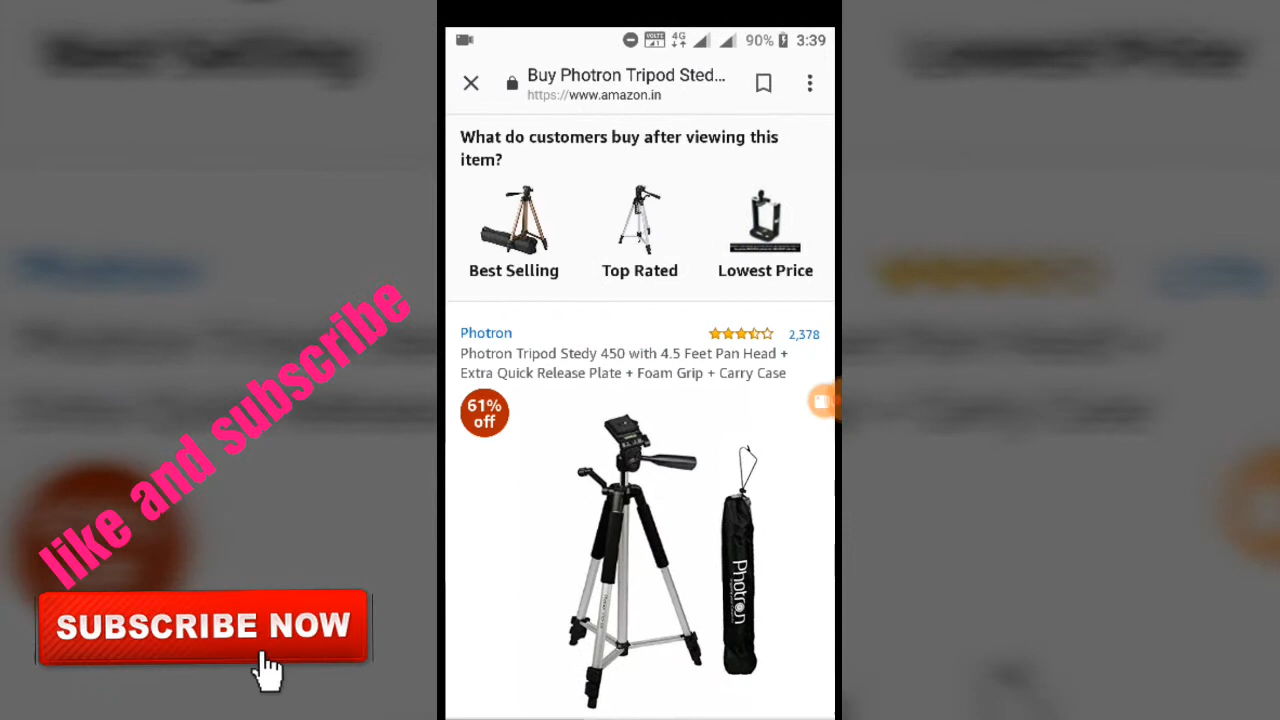 VOLTE 4G 90% 3:39
Buy Photron Tripod Sted...
https://www.amazon.in
What do customers buy after viewing this
item?
Best Selling
Top Rated
Lowest Price
Photron
2,378
Photron Tripod Stedy 450 with 4.5 Feet Pan Head +
Extra Quick Release Plate + Foam Grip + Carry Case
61%
off
Photron
like and subscribe
SUBSCRIBE NOW